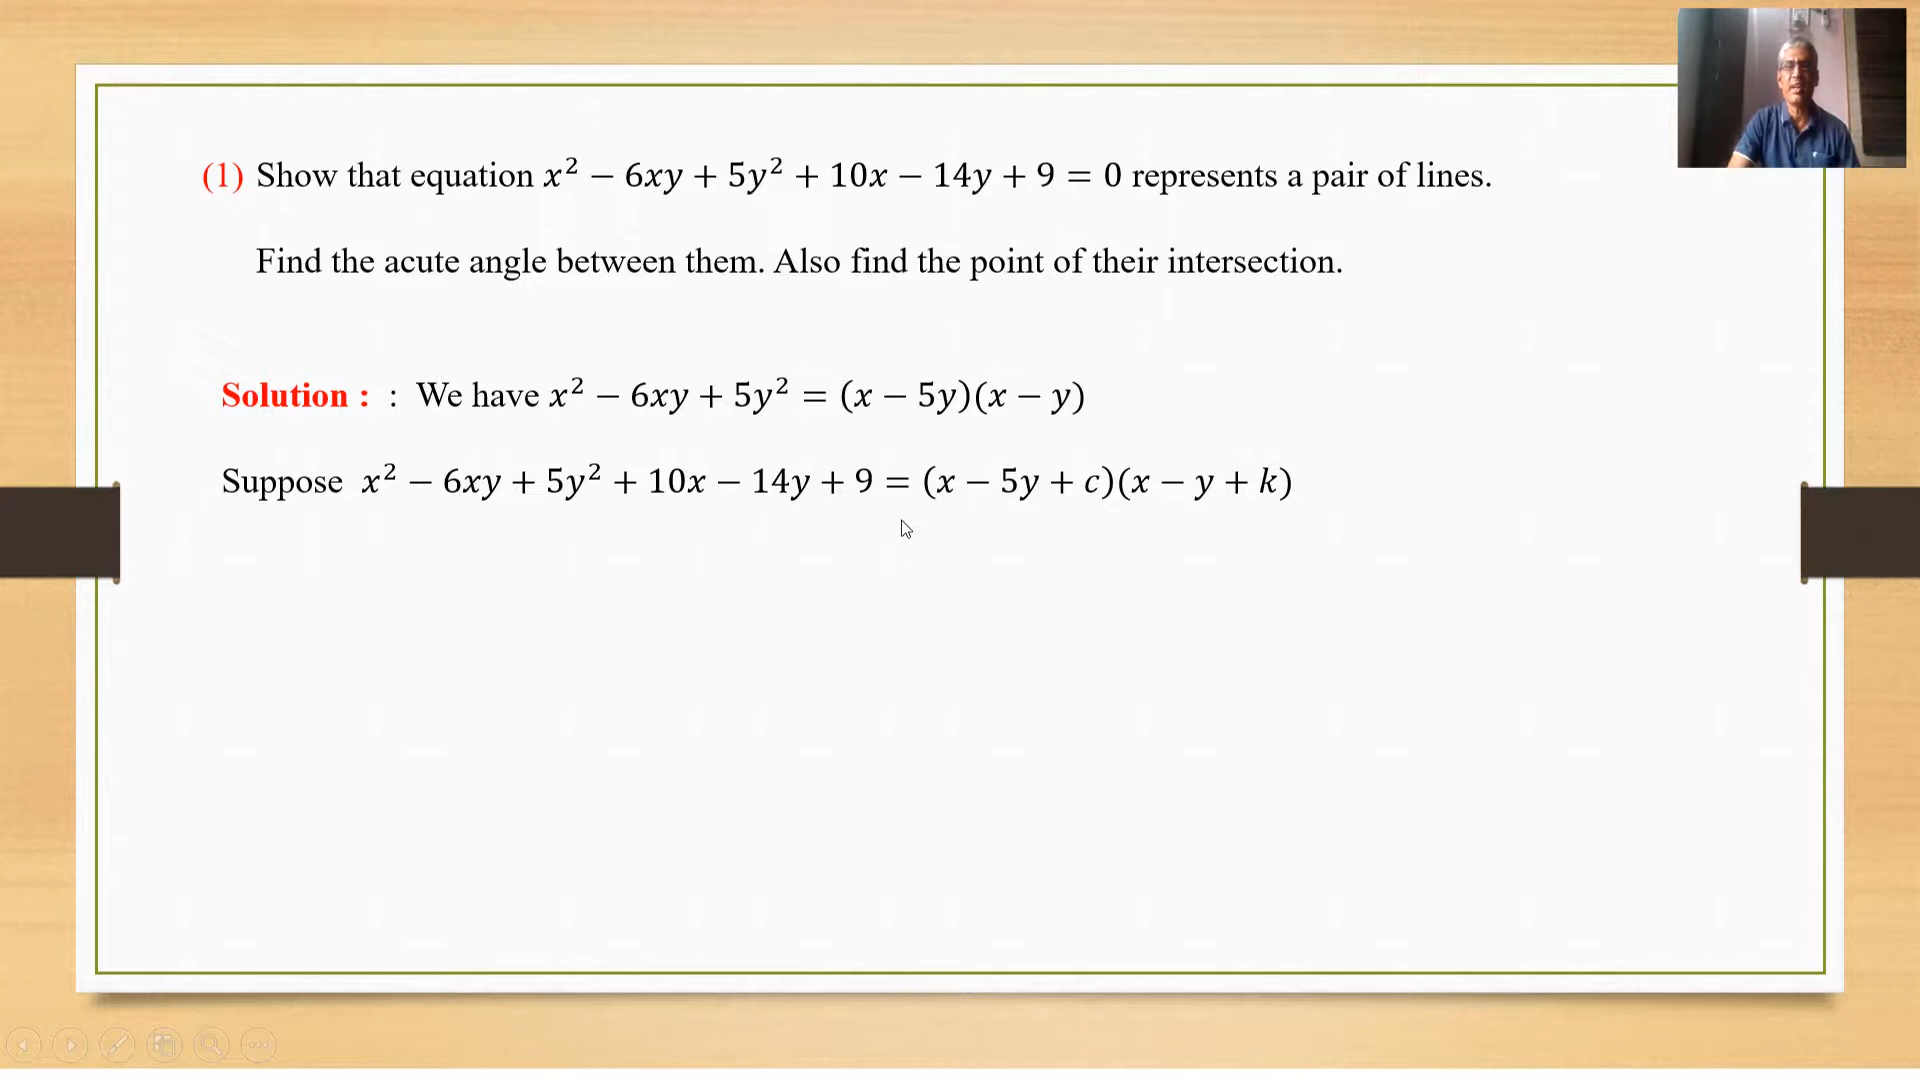 (1) Show that equation x² − 6xy + 5y² + 10x − 14y + 9 = 0 represents a pair of lines.
Find the acute angle between them. Also find the point of their intersection.
Solution : : We have x² − 6xy + 5y² = (x − 5y)(x − y)
Suppose x² − 6xy + 5y² + 10x − 14y + 9 = (x − 5y + c)(x − y + k)